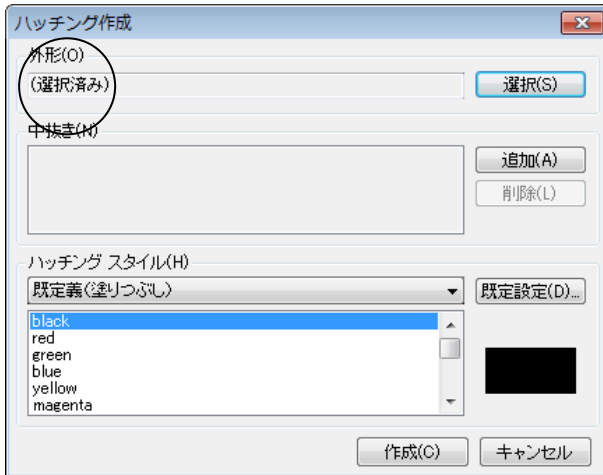 ハッチング作成
外形(O)
(選択済み)
選択(S)
中抜き(N)
追加(A)
削除(L)
ハッチング スタイル(H)
既定義(塗りつぶし)
既定設定(D)...
black
red
green
blue
yellow
magenta
作成(C)
キャンセル